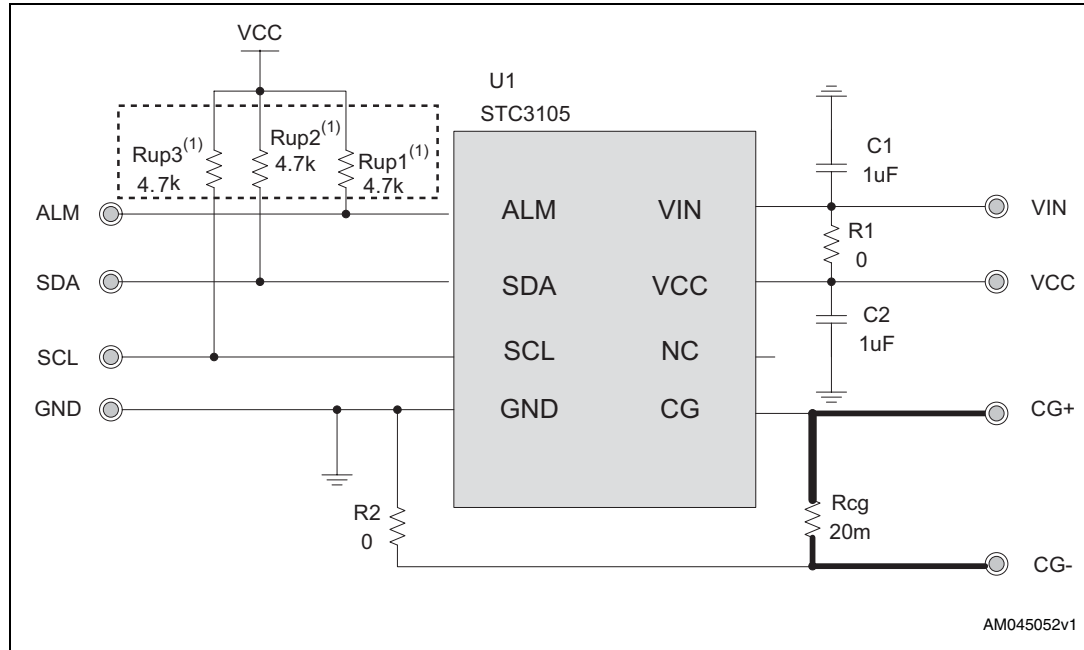 VCC
U1
STC3105
Rup3(1)
4.7k
Rup2(1)
4.7k
Rup1(1)
4.7k
C1
1uF
ALM
ALM
VIN
VIN
R1
0
SDA
SDA
VCC
VCC
C2
1uF
SCL
SCL
NC
GND
GND
CG
CG+
R2
0
Rcg
20m
CG-
AM045052v1